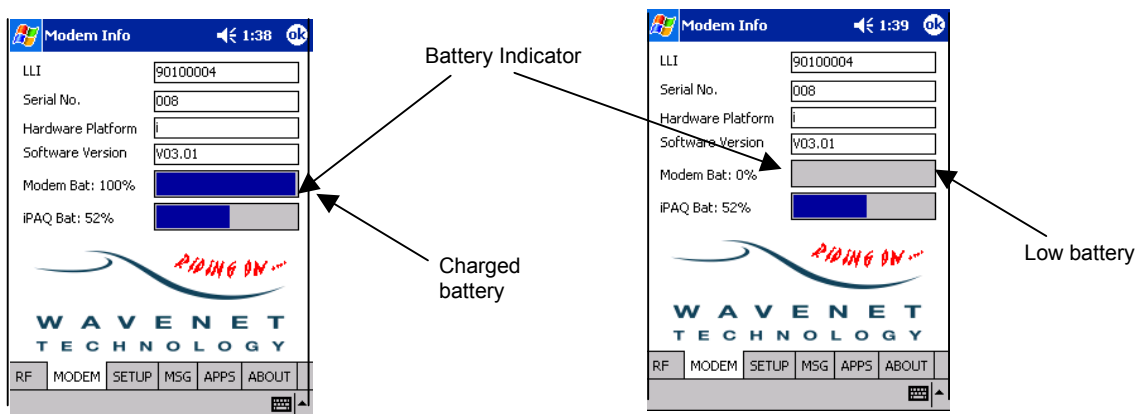 Modem Info 1:38 ok
LLI 90100004
Serial No. 008
Hardware Platform i
Software Version V03.01
Modem Bat: 100%
iPAQ Bat: 52%
RIDING ON...
WAVENET
TECHNOLOGY
RF MODEM SETUP MSG APPS ABOUT
Battery Indicator
Charged
battery
Modem Info 1:39 ok
LLI 90100004
Serial No. 008
Hardware Platform i
Software Version V03.01
Modem Bat: 0%
iPAQ Bat: 52%
RIDING ON...
WAVENET
TECHNOLOGY
RF MODEM SETUP MSG APPS ABOUT
Low battery